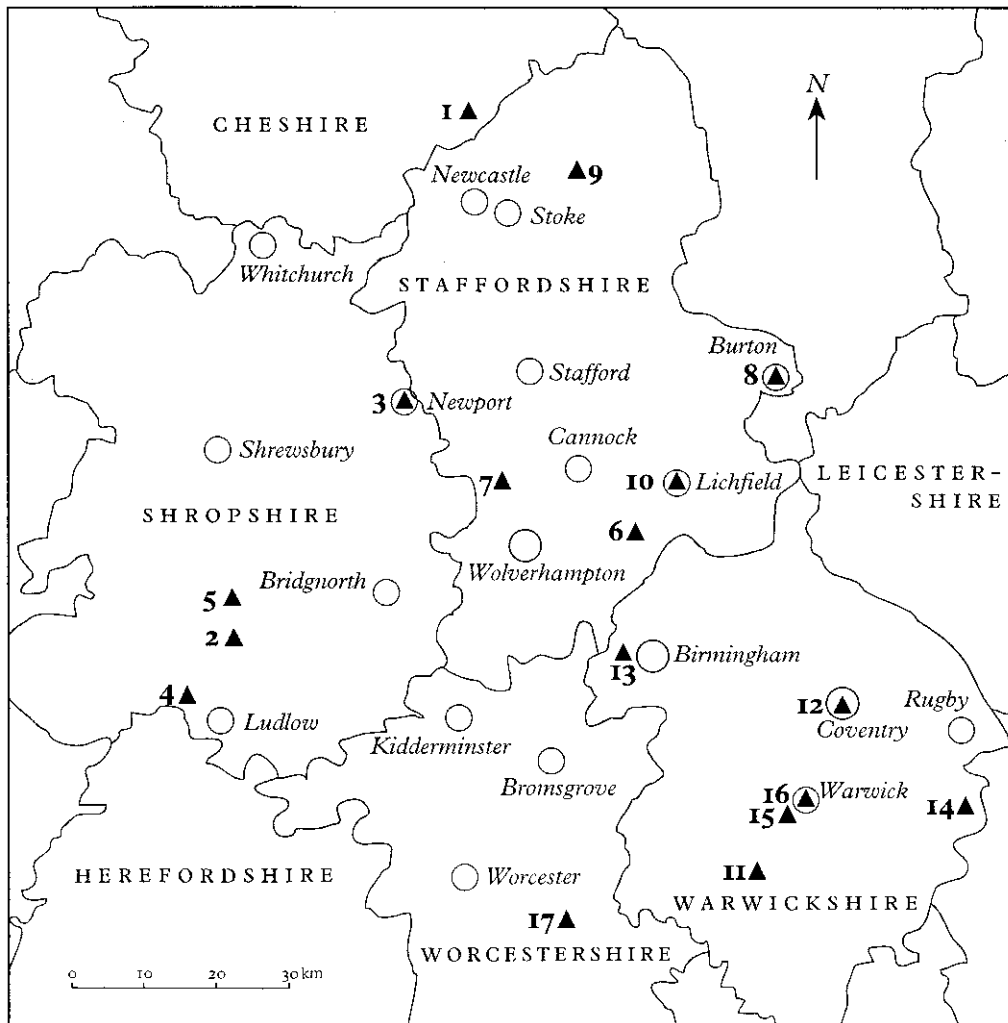 N
1
CHESHIRE
9
Newcastle
Stoke
Whitchurch
STAFFORDSHIRE
Burton
8
Stafford
3
Newport
Cannock
Shrewsbury
7
10
Lichfield
LEICESTER-
SHIRE
SHROPSHIRE
6
Wolverhampton
Bridgnorth
5
2
13
Birmingham
4
Ludlow
Kidderminster
12
Coventry
Rugby
Bromsgrove
16
Warwick
15
14
HEREFORDSHIRE
Worcester
11
WARWICKSHIRE
17
WORCESTERSHIRE
0 10 20 30 km